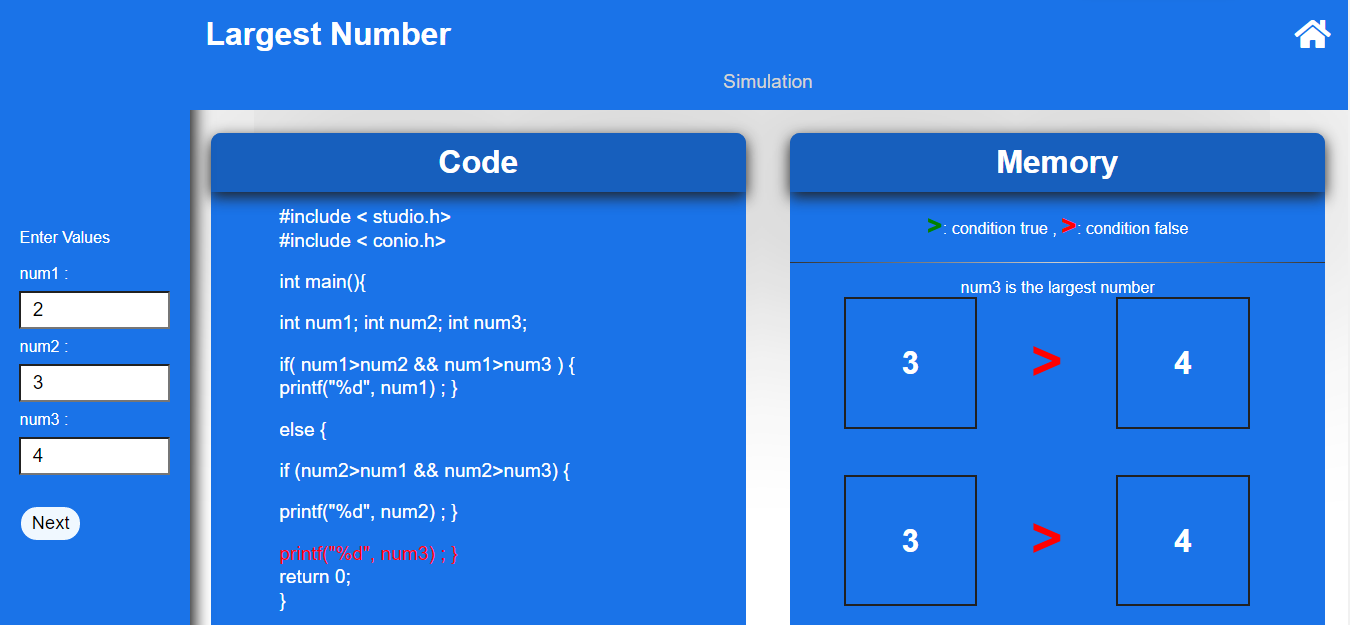 Largest Number
Simulation
Enter Values
num1 :
2
num2 :
3
num3 :
4
Next
Code
#include < studio.h>
#include < conio.h>
int main(){
int num1; int num2; int num3;
if( num1>num2 && num1>num3 ) {
printf("%d", num1) ; }
else {
if (num2>num1 && num2>num3) {
printf("%d", num2) ; }
printf("%d", num3) ; }
return 0;
}
Memory
>: condition true , >: condition false
num3 is the largest number
3 > 4
3 > 4